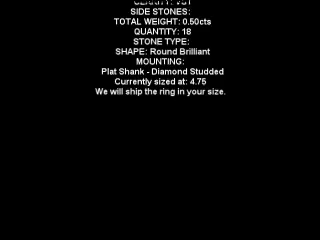 SIDE STONES:
TOTAL WEIGHT: 0.50cts
QUANTITY: 18
STONE TYPE:
SHAPE: Round Brilliant
MOUNTING:
Plat Shank - Diamond Studded
Currently sized at: 4.75
We will ship the ring in your size.